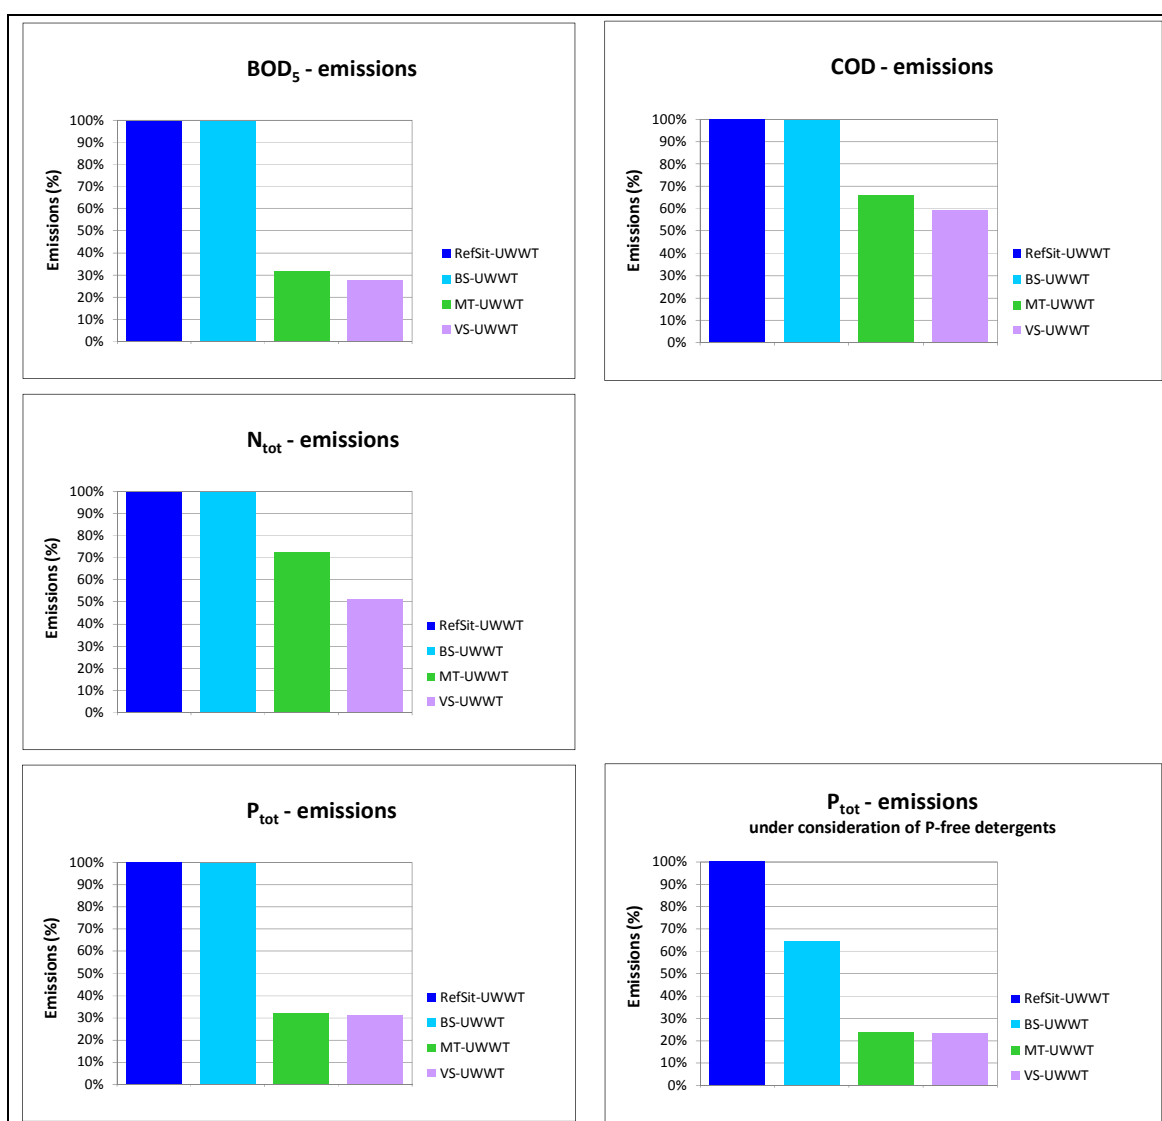 BOD5 - emissions
Emissions (%)
100%
90%
80%
70%
60%
50%
40%
30%
20%
10%
0%
RefSit-UWWT
BS-UWWT
MT-UWWT
VS-UWWT
COD - emissions
Emissions (%)
100%
90%
80%
70%
60%
50%
40%
30%
20%
10%
0%
RefSit-UWWT
BS-UWWT
MT-UWWT
VS-UWWT
Ntot - emissions
Emissions (%)
100%
90%
80%
70%
60%
50%
40%
30%
20%
10%
0%
RefSit-UWWT
BS-UWWT
MT-UWWT
VS-UWWT
Ptot - emissions
Emissions (%)
100%
90%
80%
70%
60%
50%
40%
30%
20%
10%
0%
RefSit-UWWT
BS-UWWT
MT-UWWT
VS-UWWT
Ptot - emissions
under consideration of P-free detergents
Emissions (%)
100%
90%
80%
70%
60%
50%
40%
30%
20%
10%
0%
RefSit-UWWT
BS-UWWT
MT-UWWT
VS-UWWT